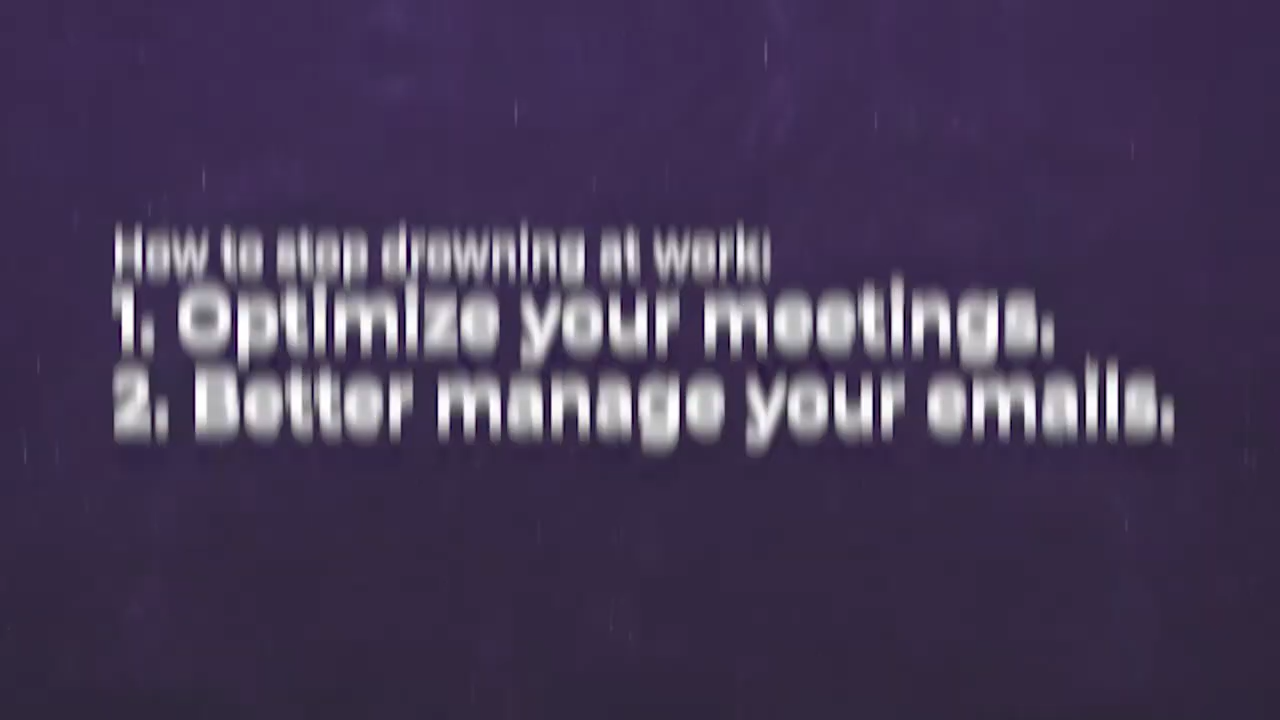 How to stop drowning at work:
1. Optimize your meetings.
2. Better manage your emails.